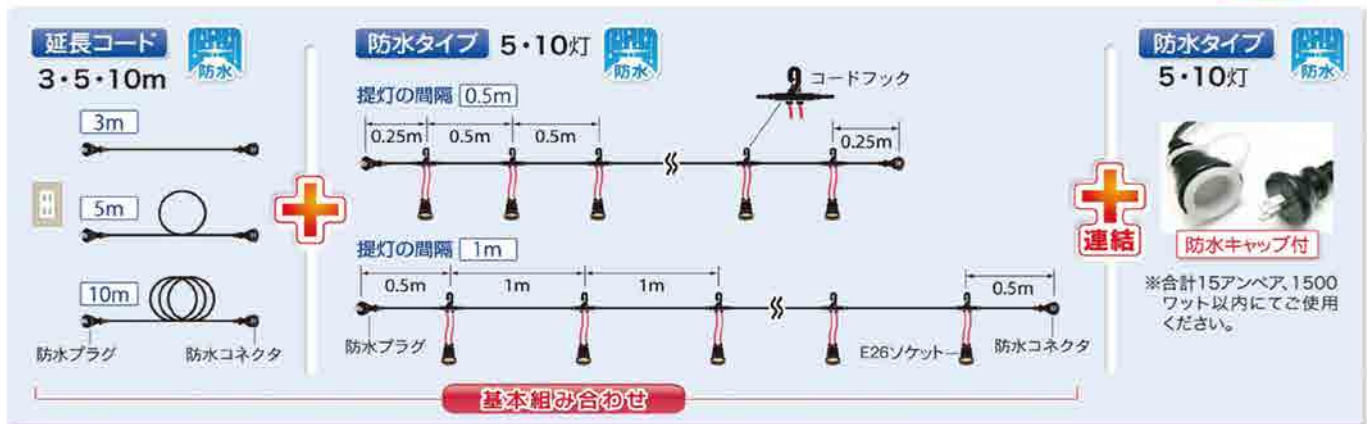 延長コード
防水
3・5・10m
3m
5m
10m
防水プラグ
防水コネクタ
防水タイプ 5・10灯
防水
提灯の間隔 0.5m
コードフック
0.25m
0.5m
0.5m
0.25m
提灯の間隔 1m
0.5m
1m
1m
0.5m
防水プラグ
E26ソケット
防水コネクタ
基本組み合わせ
連結
防水タイプ
防水
5・10灯
防水キャップ付
※合計15アンペア、1500
ワット以内にてご使用
ください。